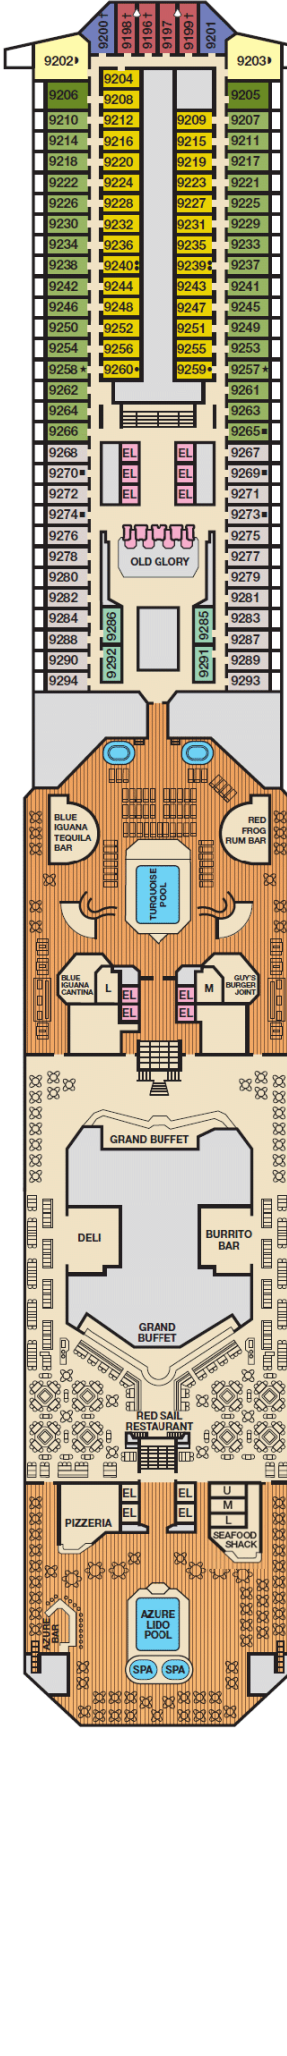 9200† 9198† 9196† 9197 9199† 9201
9202 9203
9204
9206 9205
9208
9210 9212 9209 9207
9214 9216 9215 9211
9218 9220 9219 9217
9222 9224 9223 9221
9226 9228 9227 9225
9230 9232 9231 9229
9234 9236 9235 9233
9238 9240 9239 9237
9242 9244 9243 9241
9246 9248 9247 9245
9250 9252 9251 9249
9254 9256 9255 9253
9258★ 9260• 9259• 9257★
9262 9261
9264 9263
9266 9265■
9268 EL EL 9267
9270■ EL EL 9269■
9272 EL EL 9271
9274■ 9273■
9276 9275
9278 9277
OLD GLORY
9280 9279
9282 9281
9284 9286 9285 9283
9288 9287
9290 9292 9291 9289
9294 9293
BLUE
IGUANA
TEQUILA
BAR
RED
FROG
RUM BAR
TURQUOISE
POOL
BLUE
IGUANA
CANTINA
L
EL
EL
EL
EL
M
GUY'S
BURGER
JOINT
GRAND BUFFET
DELI
BURRITO
BAR
GRAND
BUFFET
RED SAIL
RESTAURANT
PIZZERIA
EL
EL
EL
EL
U
M
L
SEAFOOD
SHACK
AZURE
BAR
AZURE
LIDO
POOL
SPA SPA